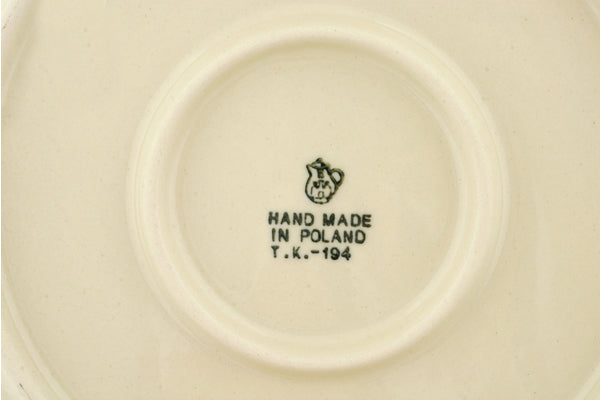 HAND MADE
IN POLAND
T.K.-194